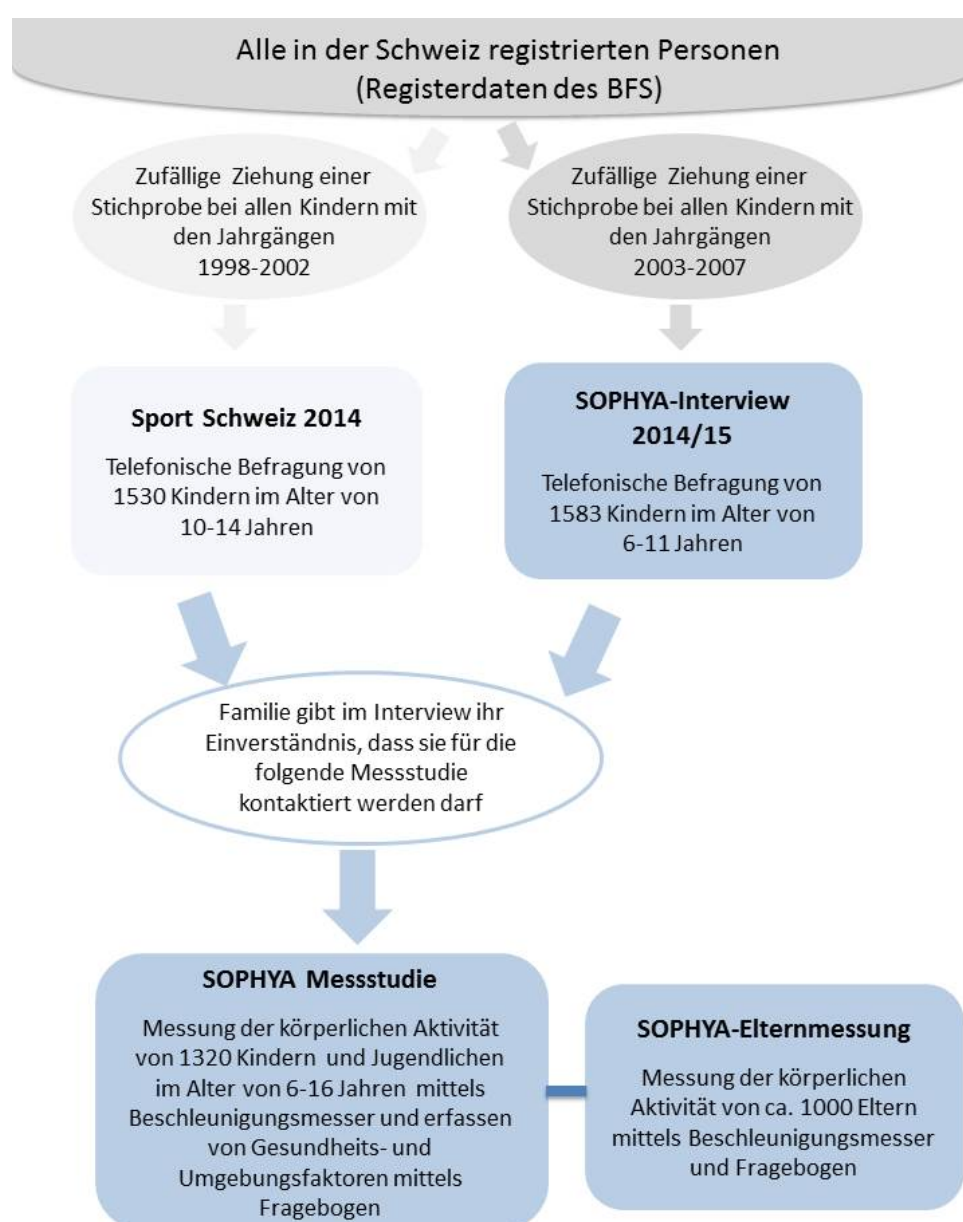 Alle in der Schweiz registrierten Personen
(Registerdaten des BFS)
Zufällige Ziehung einer
Stichprobe bei allen Kindern mit
den Jahrgängen
1998-2002
Zufällige Ziehung einer
Stichprobe bei allen Kindern mit
den Jahrgängen
2003-2007
Sport Schweiz 2014
Telefonische Befragung von
1530 Kindern im Alter von
10-14 Jahren
SOPHYA-Interview
2014/15
Telefonische Befragung von
1583 Kindern im Alter von
6-11 Jahren
Familie gibt im Interview ihr
Einverständnis, dass sie für die
folgende Messstudie
kontaktiert werden darf
SOPHYA Messstudie
Messung der körperlichen Aktivität
von 1320 Kindern und Jugendlichen
im Alter von 6-16 Jahren mittels
Beschleunigungsmesser und erfassen
von Gesundheits- und
Umgebungsfaktoren mittels
Fragebogen
SOPHYA-Elternmessung
Messung der körperlichen
Aktivität von ca. 1000 Eltern
mittels Beschleunigungsmesser
und Fragebogen